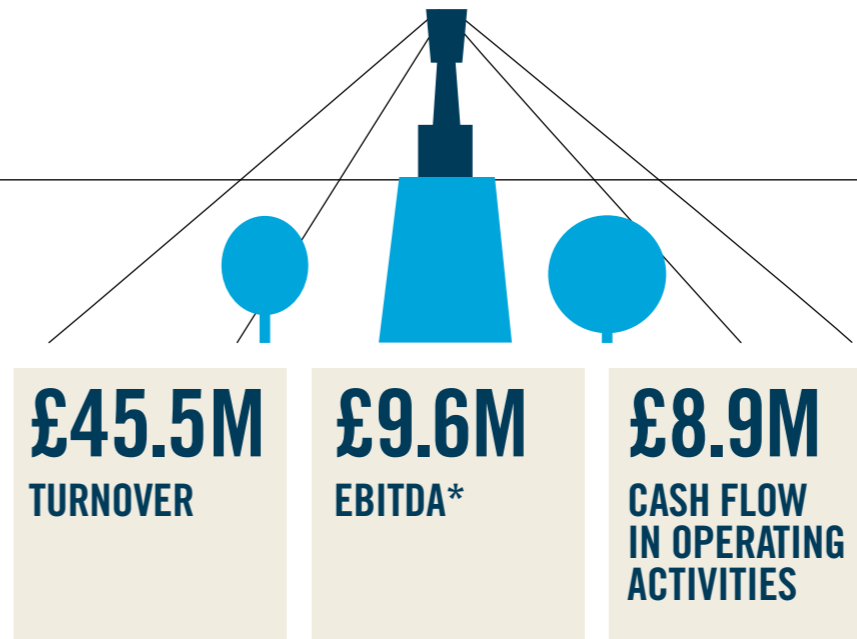 £45.5M
TURNOVER
£9.6M
EBITDA*
£8.9M
CASH FLOW
IN OPERATING
ACTIVITIES